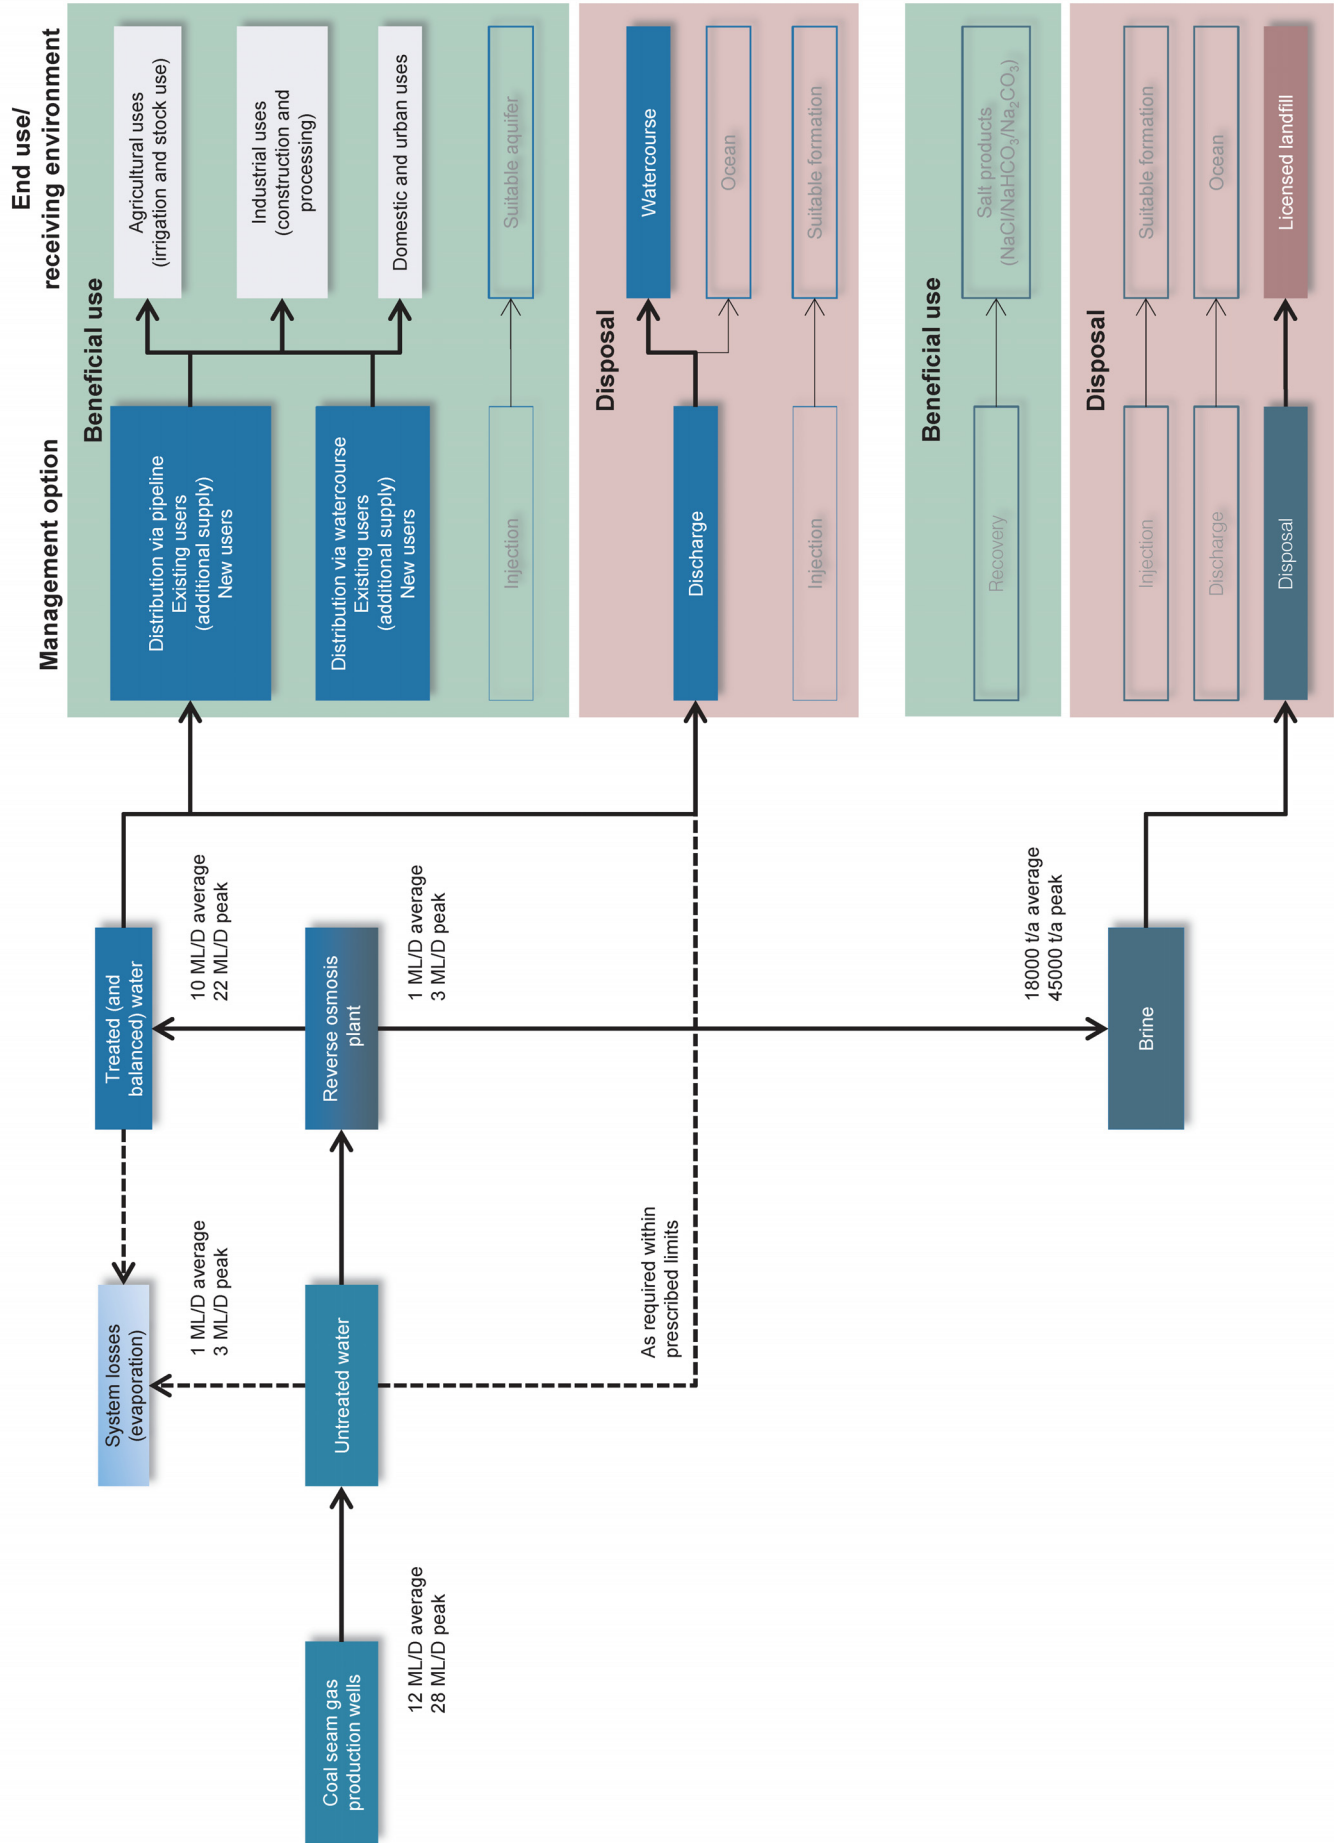 Management option
End use/
receiving environment
Coal seam gas
production wells
12 ML/D average
28 ML/D peak
System losses
(evaporation)
1 ML/D average
3 ML/D peak
Untreated water
As required within
prescribed limits
Treated (and
balanced) water
10 ML/D average
22 ML/D peak
Reverse osmosis
plant
1 ML/D average
3 ML/D peak
18000 t/a average
45000 t/a peak
Brine
Beneficial use
Distribution via pipeline
Existing users
(additional supply)
New users
Distribution via watercourse
Existing users
(additional supply)
New users
Injection
Agricultural uses
(irrigation and stock use)
Industrial uses
(construction and
processing)
Domestic and urban uses
Suitable aquifer
Disposal
Discharge
Injection
Watercourse
Ocean
Suitable formation
Beneficial use
Recovery
Salt products
(NaCl/NaHCO₃/Na₂CO₃)
Disposal
Injection
Discharge
Disposal
Suitable formation
Ocean
Licensed landfill